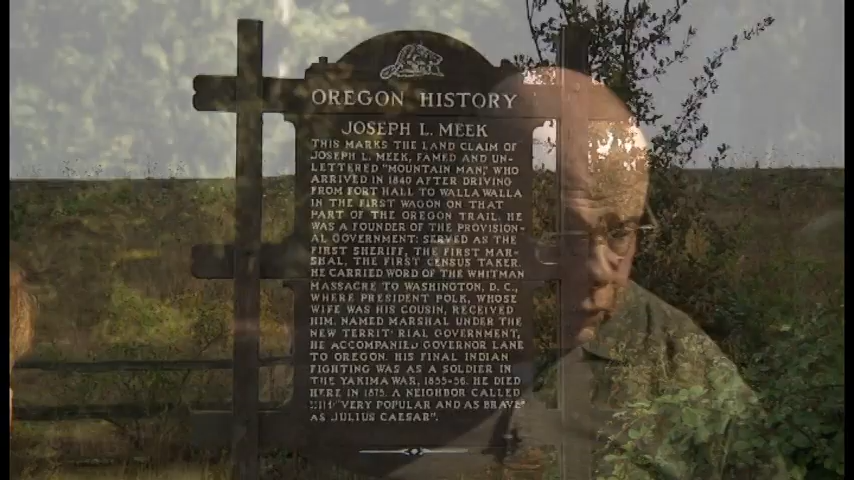 OREGON HISTORY
JOSEPH L. MEEK
THIS MARKS THE LAND CLAIM OF
JOSEPH L. MEEK, FAMED AND UN-
LETTERED "MOUNTAIN MAN," WHO
ARRIVED IN 1840 AFTER DRIVING
FROM FORT HALL TO WALLA WALLA
IN THE FIRST WAGON ON THAT
PART OF THE OREGON TRAIL. HE
WAS A FOUNDER OF THE PROVISION-
AL GOVERNMENT; SERVED AS THE
FIRST SHERIFF, THE FIRST MAR-
SHAL, THE FIRST CENSUS TAKER.
HE CARRIED WORD OF THE WHITMAN
MASSACRE TO WASHINGTON, D.C.,
WHERE PRESIDENT POLK, WHOSE
WIFE WAS HIS COUSIN, RECEIVED
HIM. NAMED MARSHAL UNDER THE
NEW TERRIT RIAL GOVERNMENT,
HE ACCOMPANIED GOVERNOR LANE
TO OREGON. HIS FINAL INDIAN
FIGHTING WAS AS A SOLDIER IN
THE YAKIMA WAR, 1855-56. HE DIED
HERE IN 1875. A NEIGHBOR CALLED
HIM "VERY POPULAR AND AS BRAVE
AS JULIUS CAESAR".